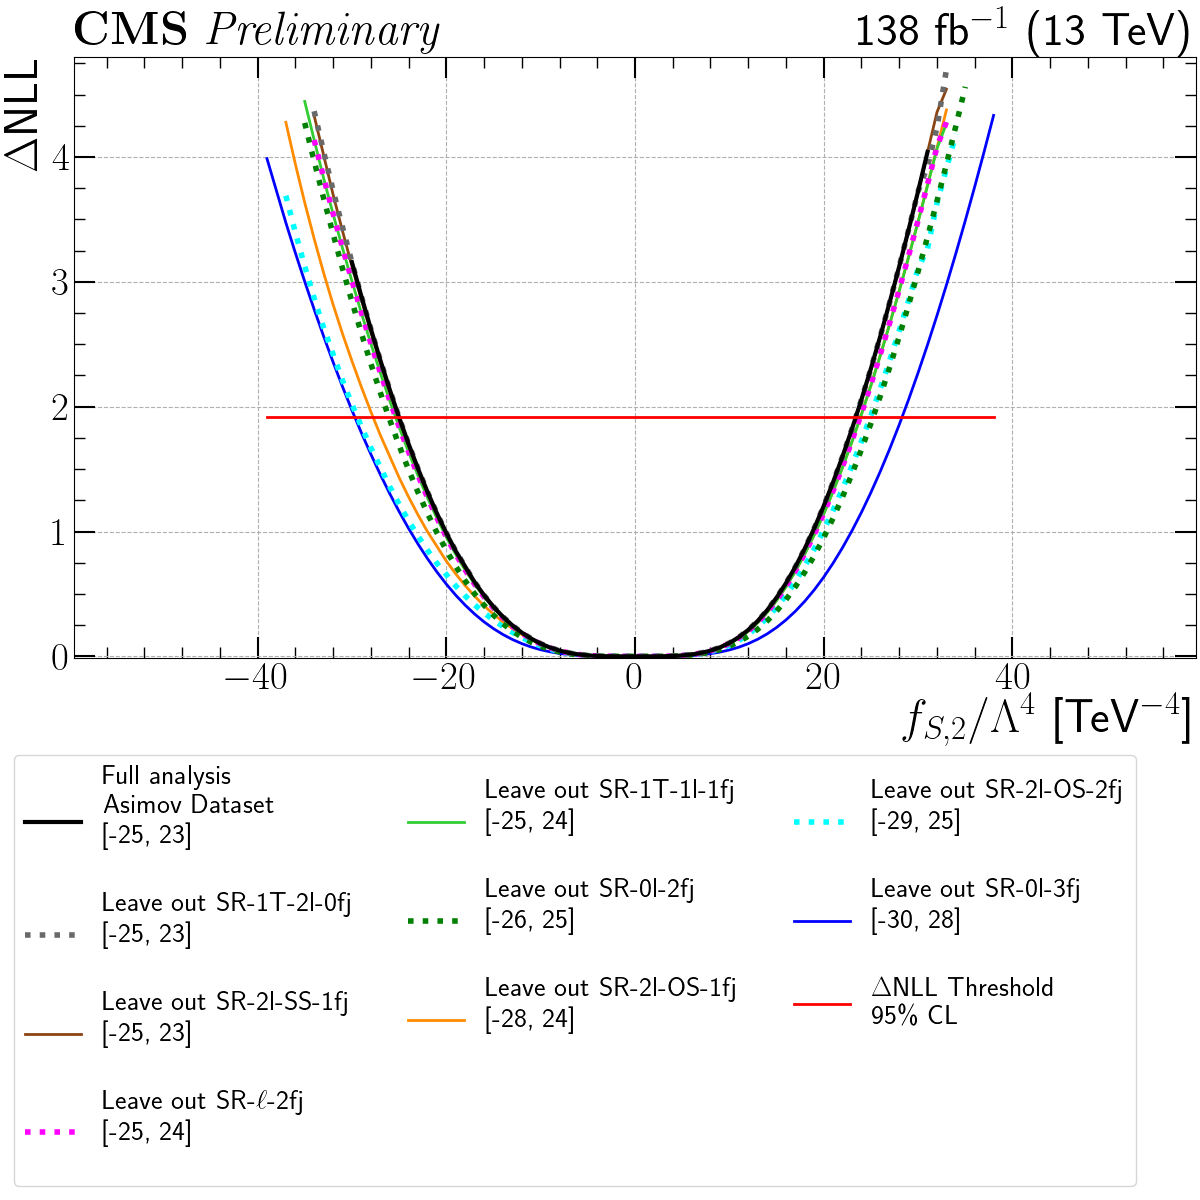 CMS Preliminary 138 fb⁻¹ (13 TeV)
ΔNLL
4
3
2
1
0
−40 −20 0 20 40
f_{S,2}/Λ⁴ [TeV⁻⁴]
Full analysis
Asimov Dataset
[-25, 23]
Leave out SR-1T-2l-0fj
[-25, 23]
Leave out SR-2l-SS-1fj
[-25, 23]
Leave out SR-ℓ-2fj
[-25, 24]
Leave out SR-1T-1l-1fj
[-25, 24]
Leave out SR-0l-2fj
[-26, 25]
Leave out SR-2l-OS-1fj
[-28, 24]
Leave out SR-2l-OS-2fj
[-29, 25]
Leave out SR-0l-3fj
[-30, 28]
ΔNLL Threshold
95% CL